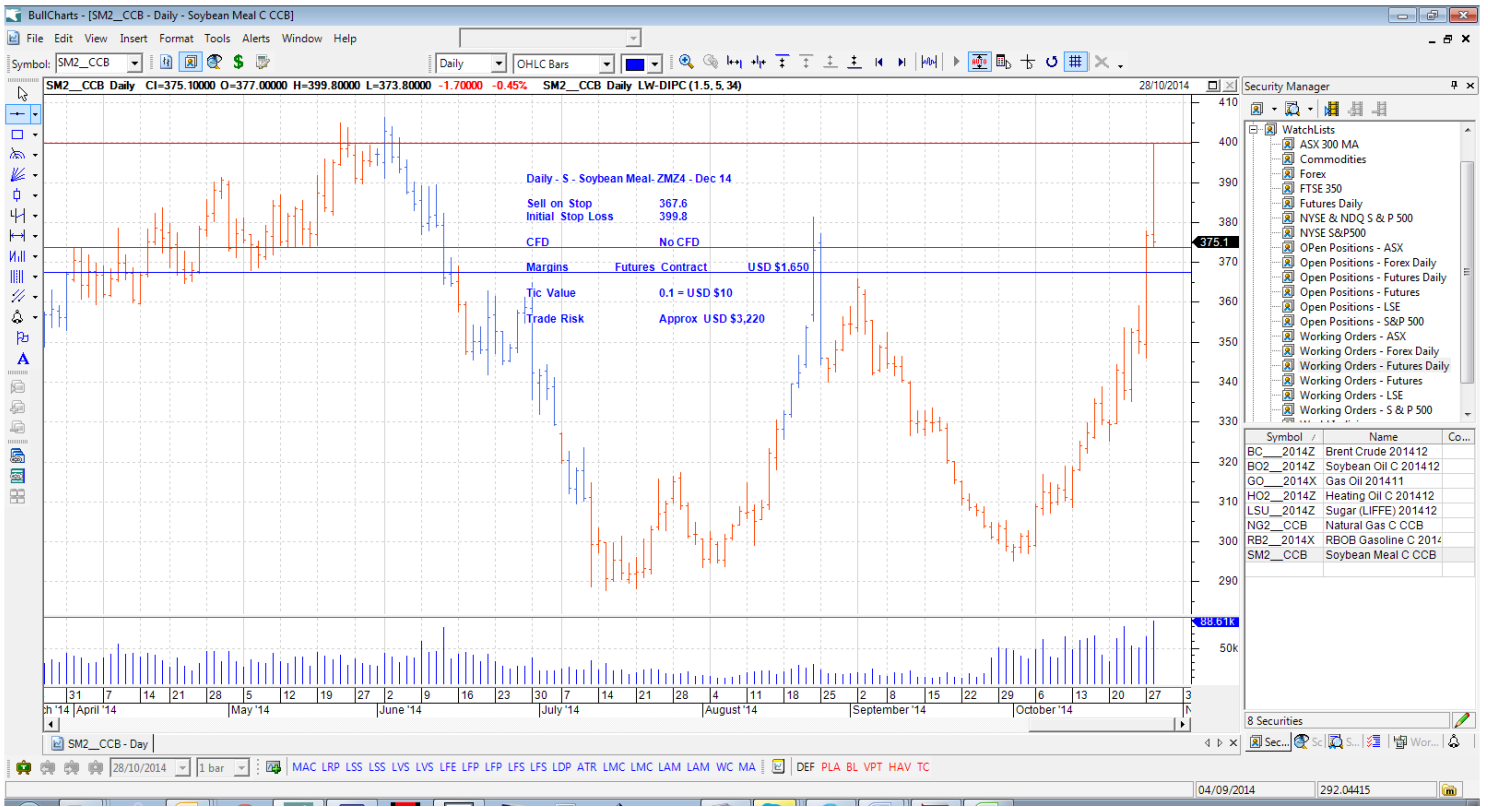 BullCharts - [SM2__CCB - Daily - Soybean Meal C CCB]
File Edit View Insert Format Tools Alerts Window Help
Symbol: SM2__CCB Daily OHLC Bars
SM2__CCB Daily Cl=375.10000 O=377.00000 H=399.80000 L=373.80000 -1.70000 -0.45% SM2__CCB Daily LW-DIPC (1.5, 5, 34) 28/10/2014
Daily - S - Soybean Meal- ZMZ4 - Dec 14
Sell on Stop 367.6
Initial Stop Loss 399.8
CFD No CFD
Margins Futures Contract USD $1,650
Tic Value 0.1 = USD $10
Trade Risk Approx USD $3,220
410
400
390
380
375.1
370
360
350
340
330
320
310
300
290
88.61k
50k
31 7 14 21 28 5 12 19 27 2 9 16 23 30 7 14 21 28 4 11 18 25 2 8 15 22 29 6 13 20 27 3
ch '14 April '14 May '14 June '14 July '14 August '14 September '14 October '14 N
SM2__CCB - Day
28/10/2014 1 bar MAC LRP LSS LSS LVS LVS LFE LFP LFP LFS LFS LDP ATR LMC LMC LAM LAM WC MA DEF PLA BL VPT HAV TC
04/09/2014 292.04415
Security Manager
WatchLists
ASX 300 MA
Commodities
Forex
FTSE 350
Futures Daily
NYSE & NDQ S & P 500
NYSE S&P500
OPen Positions - ASX
Open Positions - Forex Daily
Open Positions - Futures Daily
Open Positions - Futures
Open Positions - LSE
Open Positions - S&P 500
Working Orders - ASX
Working Orders - Forex Daily
Working Orders - Futures Daily
Working Orders - Futures
Working Orders - LSE
Working Orders - S & P 500
Symbol Name Co...
BC___2014Z Brent Crude 201412
BO2__2014Z Soybean Oil C 201412
GO___2014X Gas Oil 201411
HO2__2014Z Heating Oil C 201412
LSU__2014Z Sugar (LIFFE) 201412
NG2__CCB Natural Gas C CCB
RB2__2014X RBOB Gasoline C 2014
SM2__CCB Soybean Meal C CCB
8 Securities
Sec... Sc S... Wor...